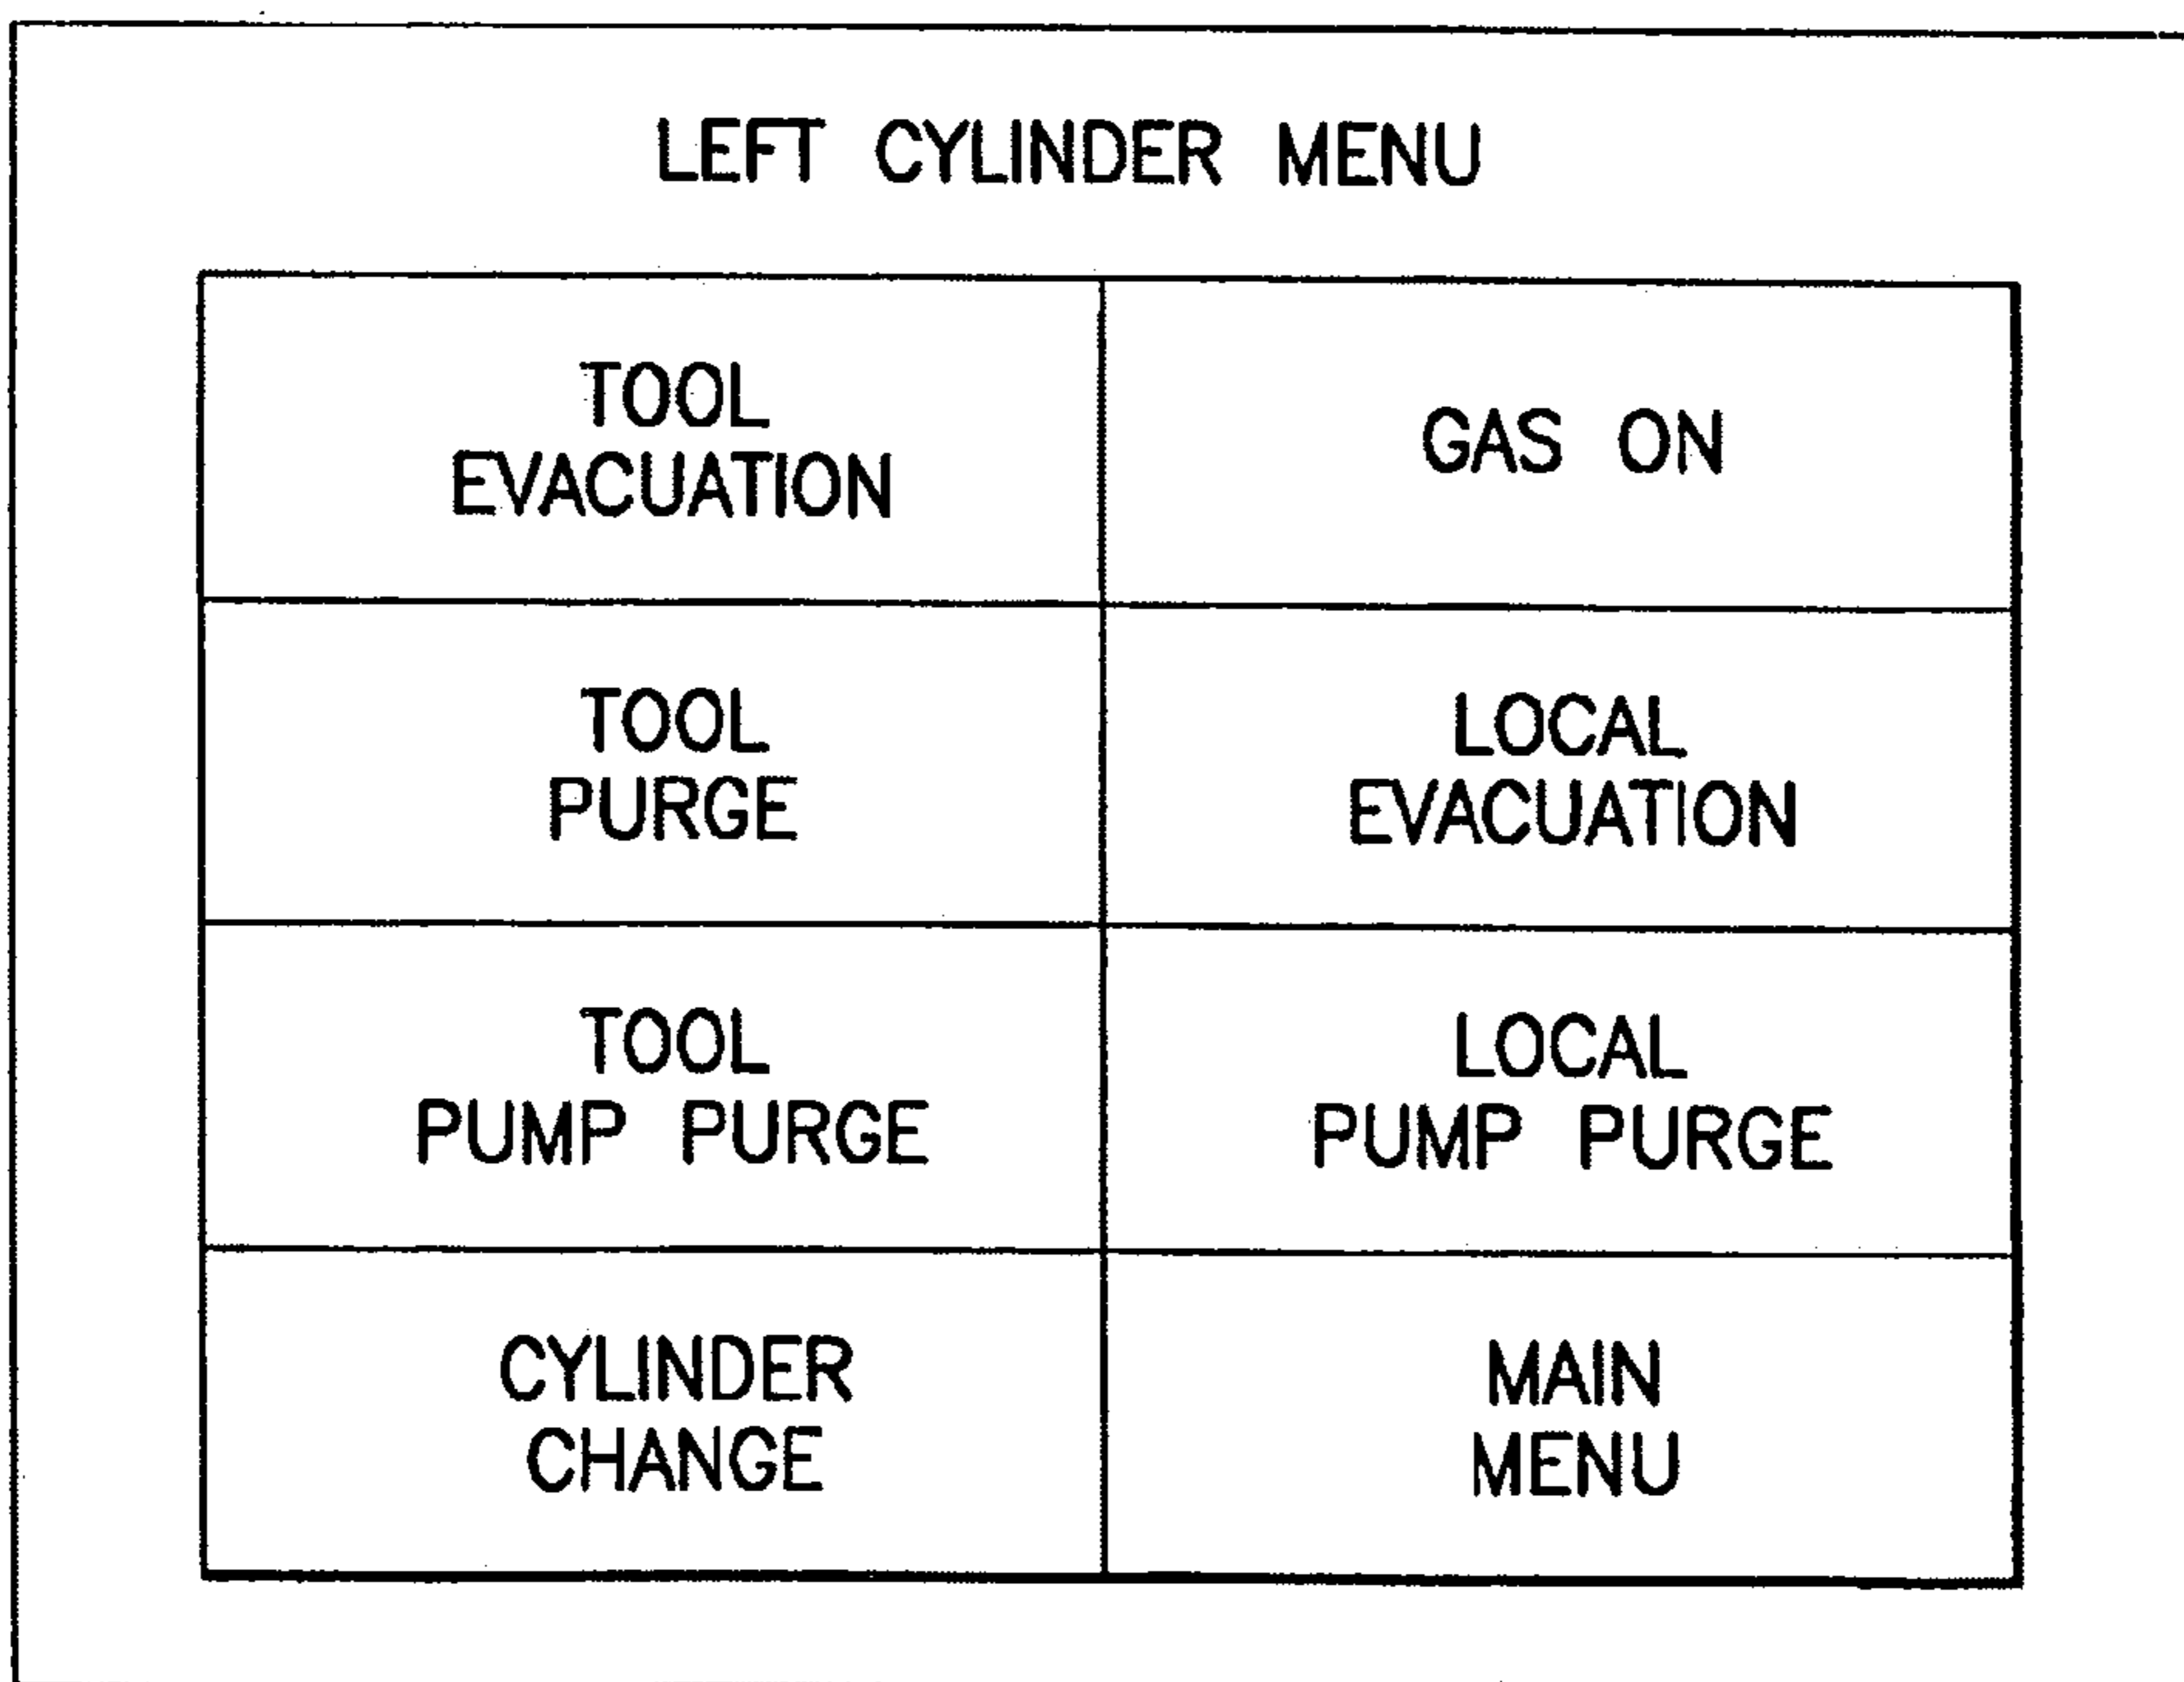 LEFT CYLINDER MENU
TOOL
EVACUATION
GAS ON
TOOL
PURGE
LOCAL
EVACUATION
TOOL
PUMP PURGE
LOCAL
PUMP PURGE
CYLINDER
CHANGE
MAIN
MENU